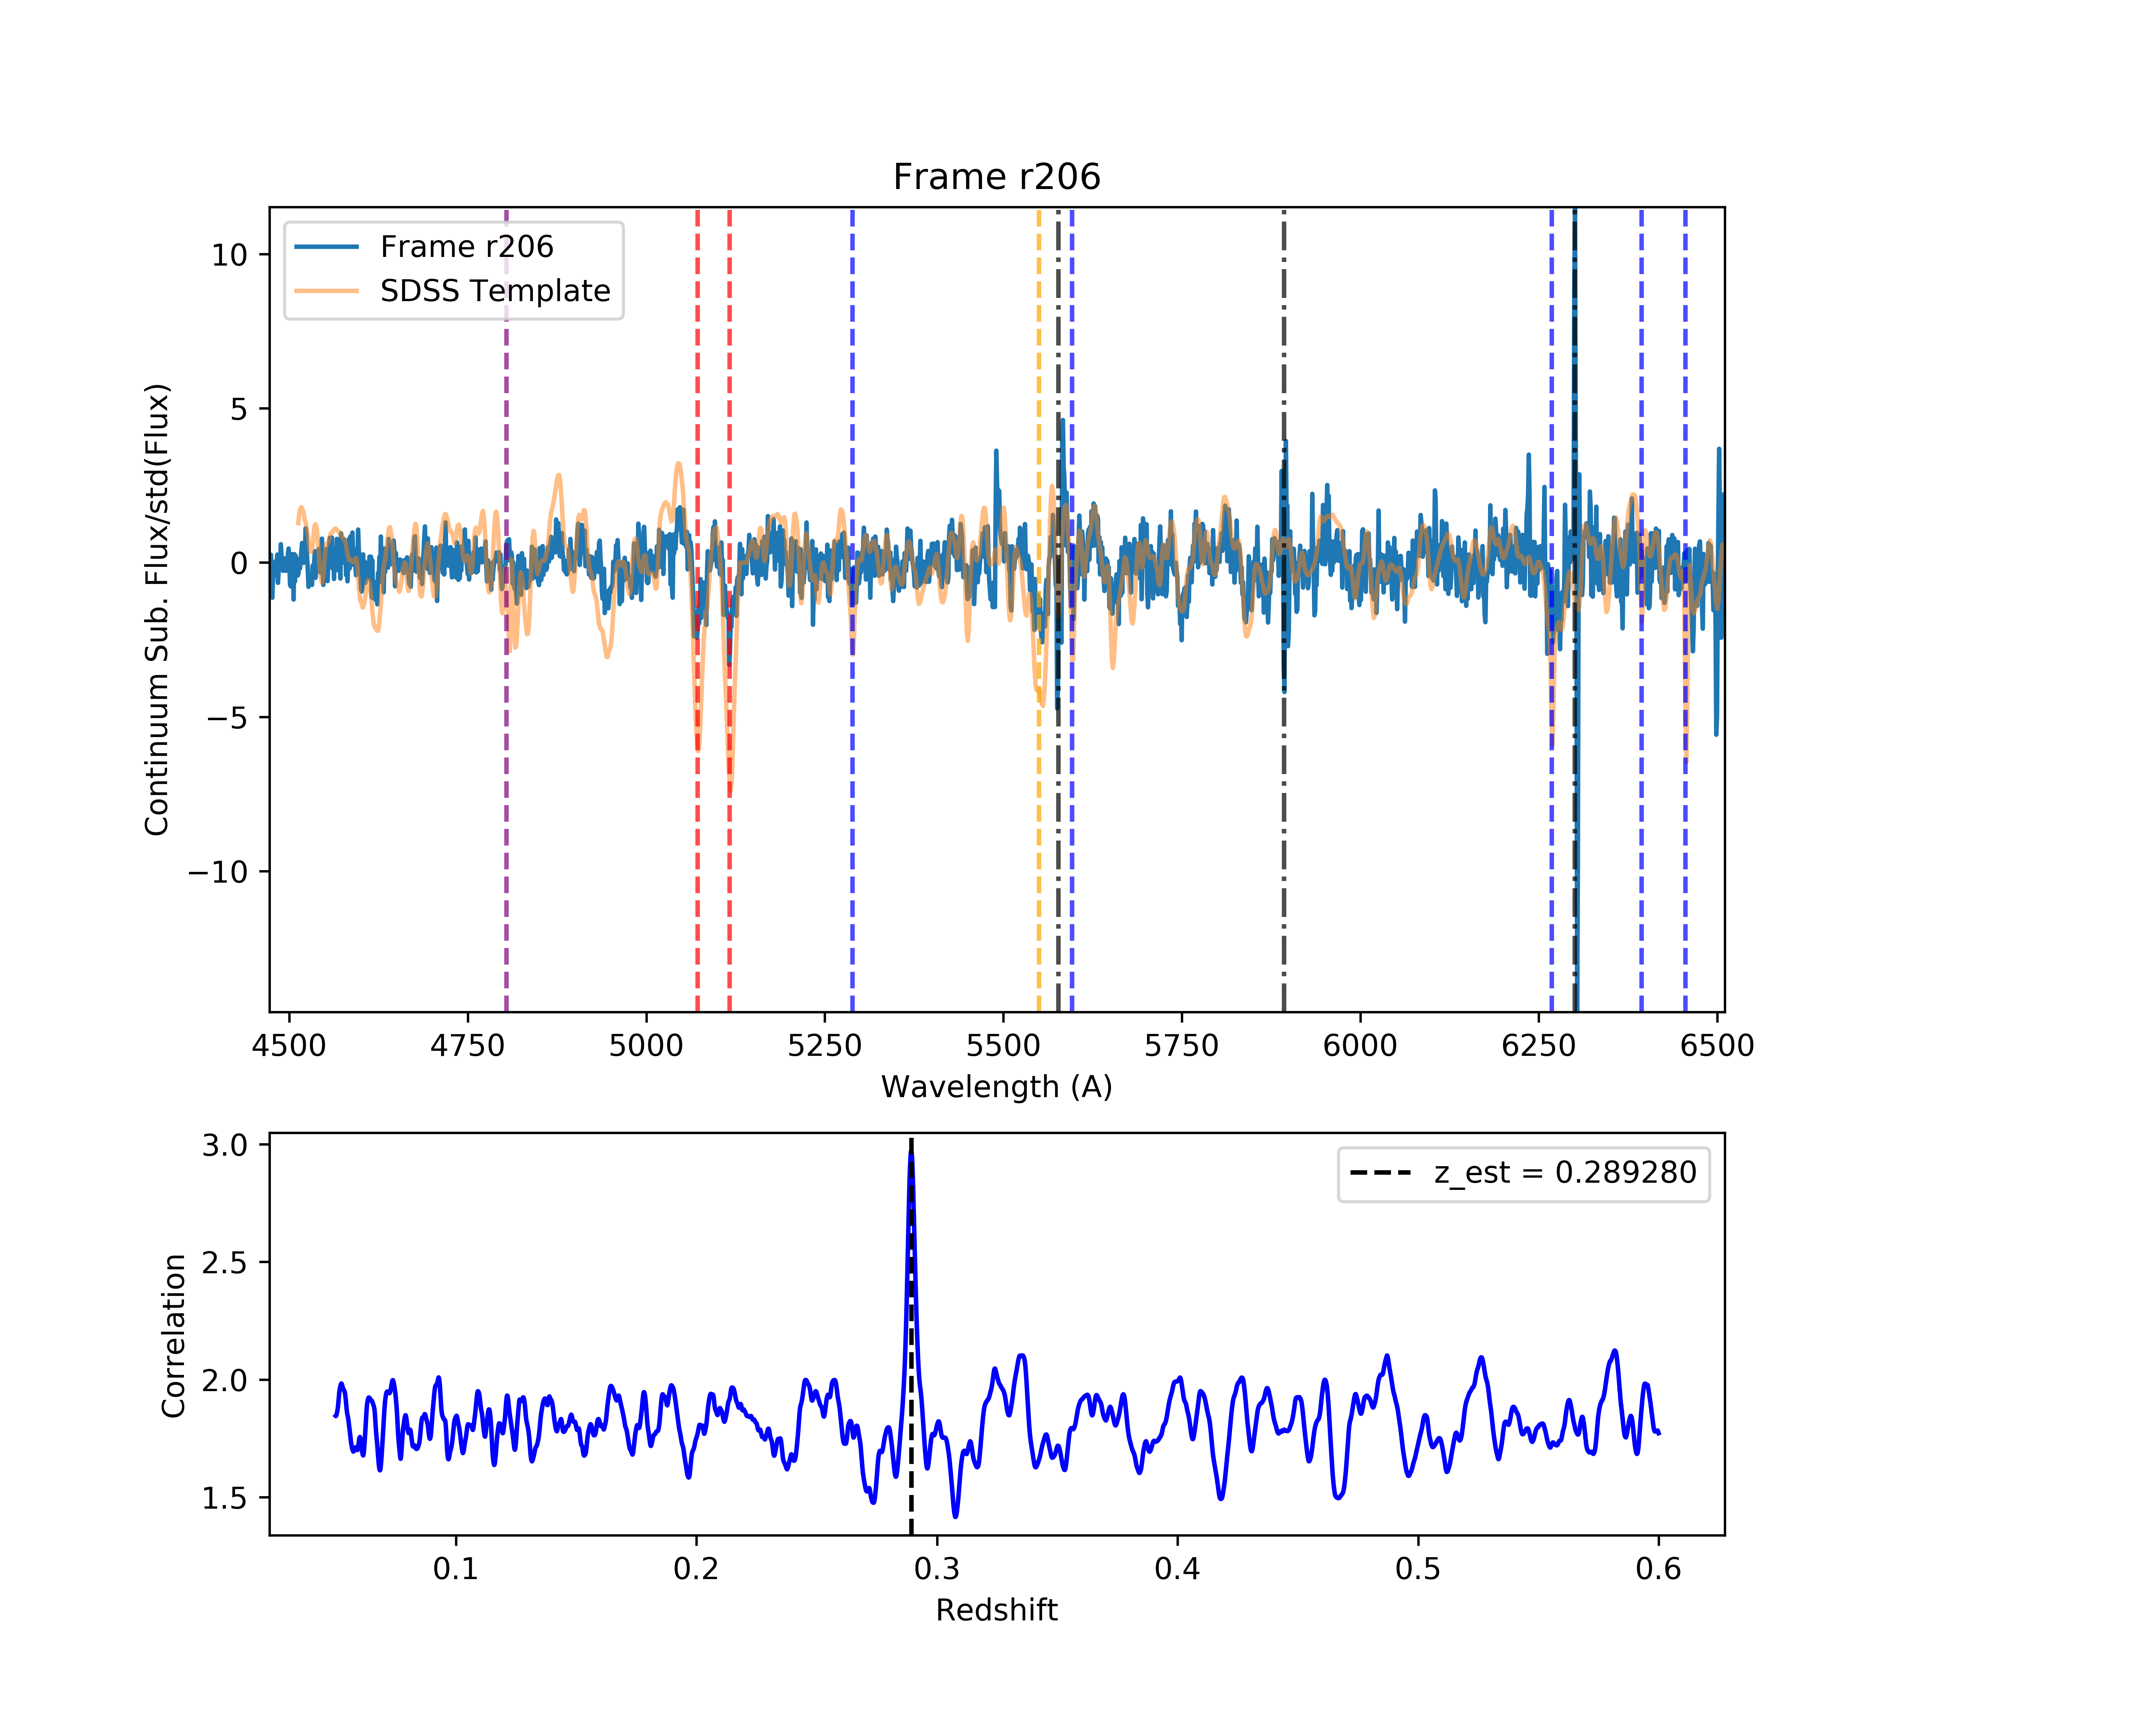 Frame r206
Frame r206
SDSS Template
10
5
0
−5
−10
Continuum Sub. Flux/std(Flux)
4500 4750 5000 5250 5500 5750 6000 6250 6500
Wavelength (A)
z_est = 0.289280
3.0
2.5
2.0
1.5
Correlation
0.1 0.2 0.3 0.4 0.5 0.6
Redshift